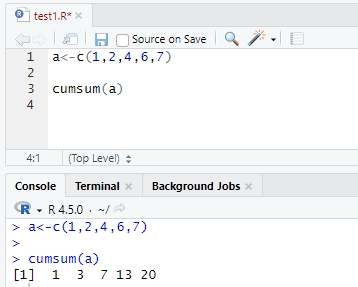 test1.R* ×
Source on Save
1 a<-c(1,2,4,6,7)
2
3 cumsum(a)
4
4:1 (Top Level)
Console Terminal × Background Jobs ×
R 4.5.0 · ~/
> a<-c(1,2,4,6,7)
>
> cumsum(a)
[1]  1  3  7 13 20